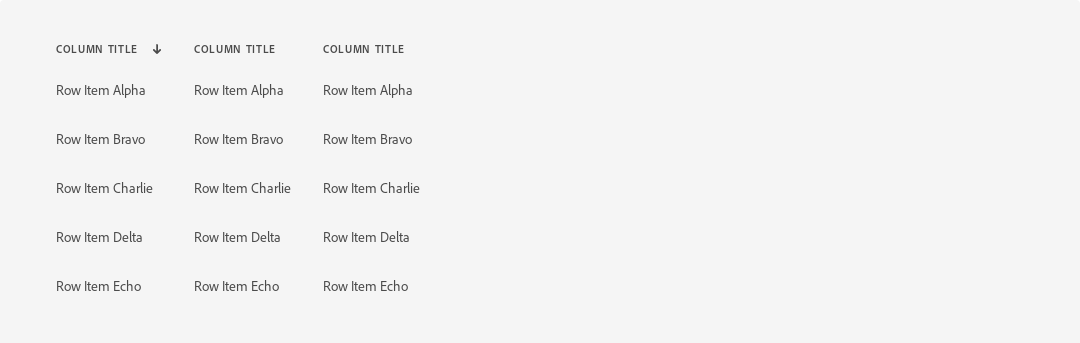 COLUMN TITLE COLUMN TITLE COLUMN TITLE
Row Item Alpha Row Item Alpha Row Item Alpha
Row Item Bravo Row Item Bravo Row Item Bravo
Row Item Charlie Row Item Charlie Row Item Charlie
Row Item Delta Row Item Delta Row Item Delta
Row Item Echo Row Item Echo Row Item Echo